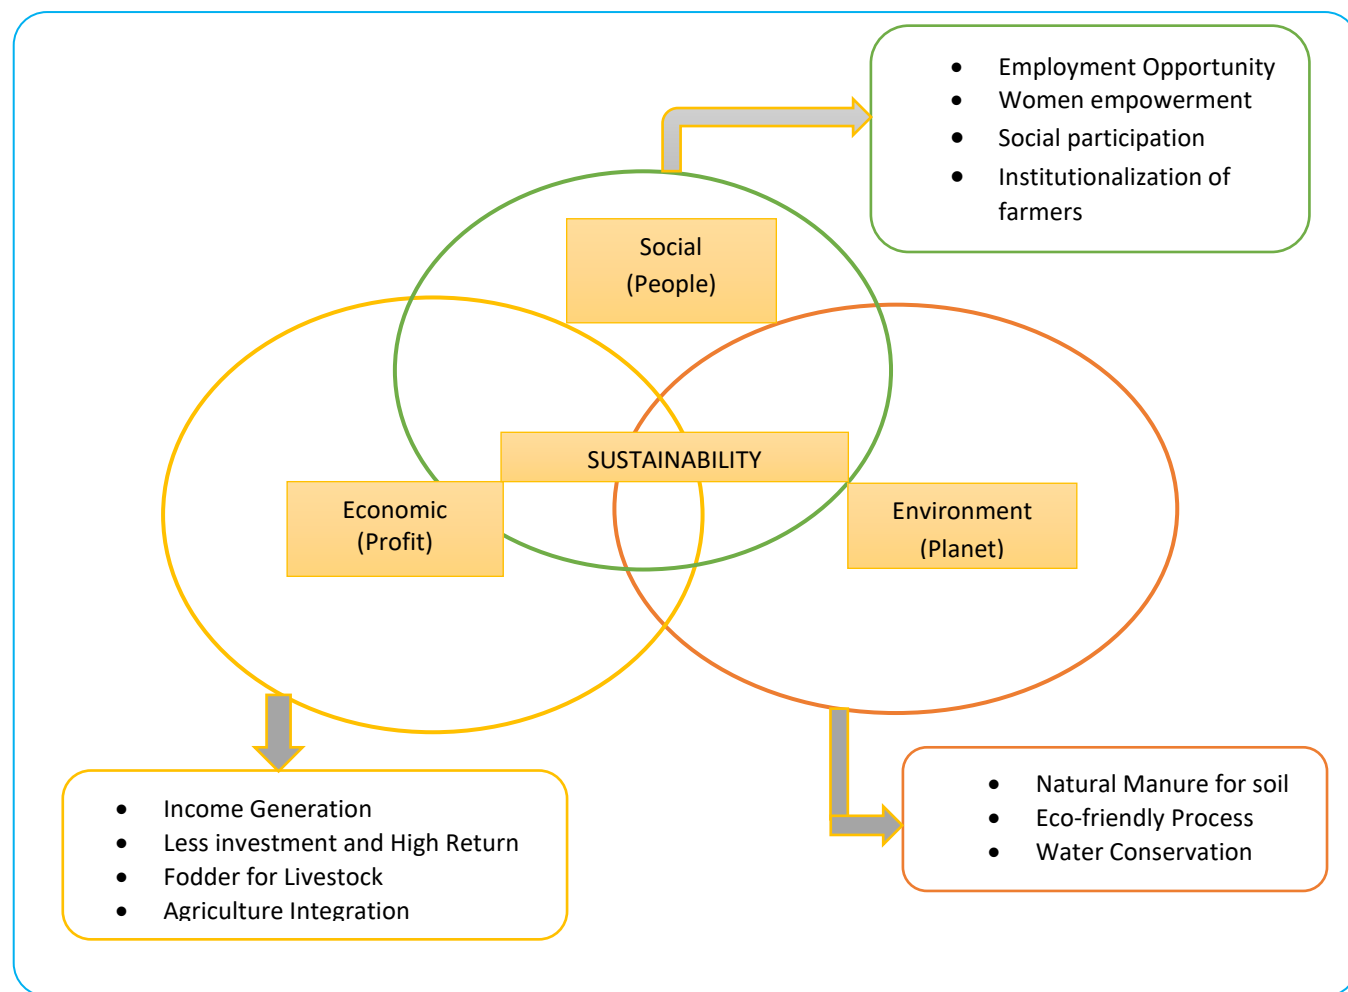 • Employment Opportunity
• Women empowerment
• Social participation
• Institutionalization of
farmers
Social
(People)
SUSTAINABILITY
Economic
(Profit)
Environment
(Planet)
• Income Generation
• Less investment and High Return
• Fodder for Livestock
• Agriculture Integration
• Natural Manure for soil
• Eco-friendly Process
• Water Conservation